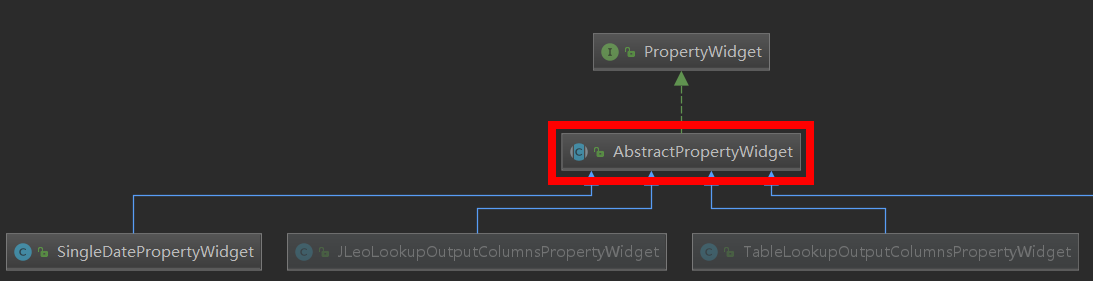 I PropertyWidget
C AbstractPropertyWidget
C SingleDatePropertyWidget
C JLeoLookupOutputColumnsPropertyWidget
C TableLookupOutputColumnsPropertyWidget